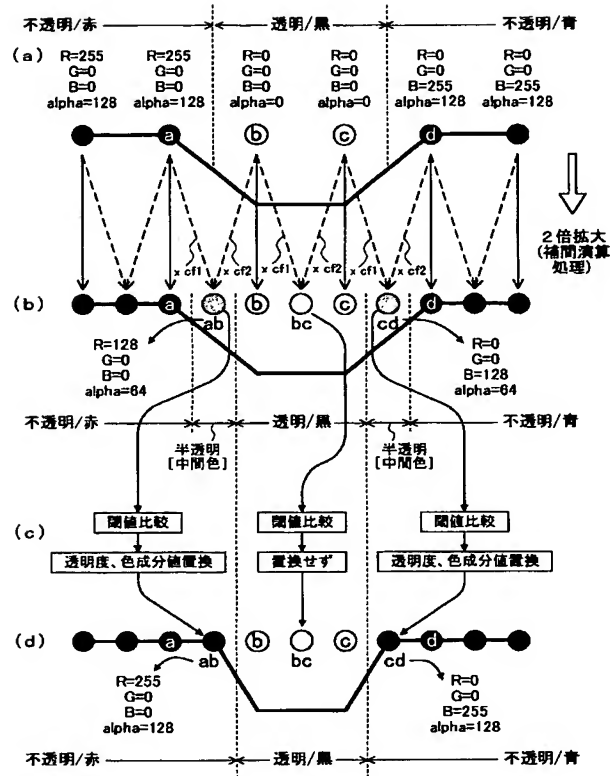 不透明/赤 透明/黒 不透明/青
(a)
R=255 R=255 R=0 R=0 R=0 R=0
G=0 G=0 G=0 G=0 G=0 G=0
B=0 B=0 B=0 B=0 B=255 B=255
alpha=128 alpha=128 alpha=0 alpha=0 alpha=128 alpha=128
a b c d
2倍拡大
(補間演算
処理)
x cf1 x cf2 x cf1 x cf2 x cf1 x cf2
(b)
a b c d
ab bc cd
R=128 R=0
G=0 G=0
B=0 B=128
alpha=64 alpha=64
不透明/赤 透明/黒 不透明/青
半透明 半透明
[中間色] [中間色]
(c)
閾値比較 閾値比較 閾値比較
透明度、色成分値置換 置換せず 透明度、色成分値置換
(d)
a b c d
ab bc cd
R=255 R=0
G=0 G=0
B=0 B=255
alpha=128 alpha=128
不透明/赤 透明/黒 不透明/青